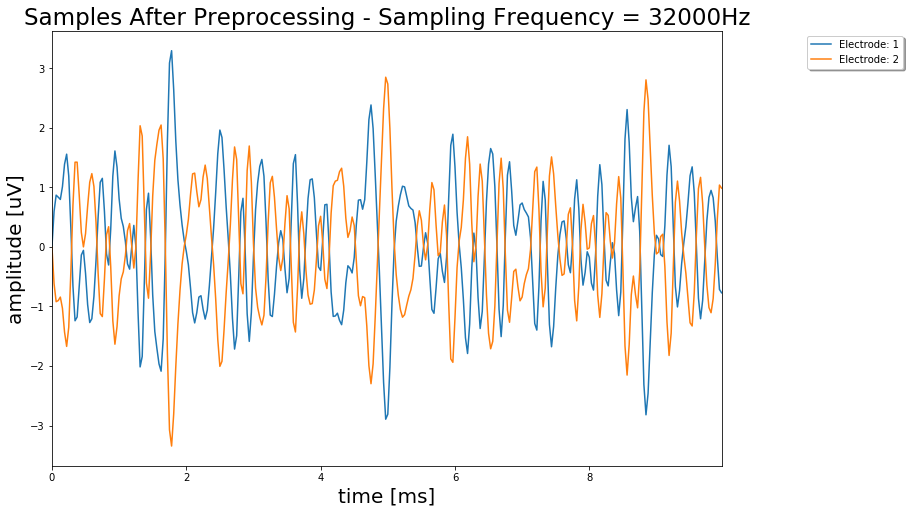 Samples After Preprocessing - Sampling Frequency = 32000Hz
Electrode: 1
Electrode: 2
amplitude [uV]
3
2
1
0
−1
−2
−3
0 2 4 6 8
time [ms]